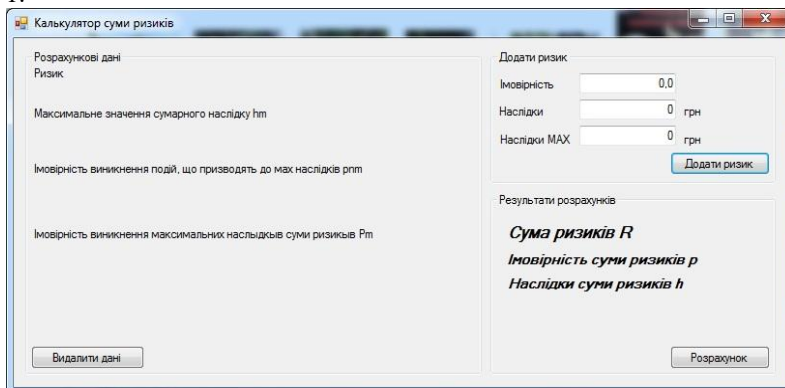 Калькулятор суми ризиків
Розрахункові дані
Ризик
Максимальне значення сумарного наслідку hm
Імовірність виникнення подій, що призводять до мах наслідків pnm
Імовірність виникнення максимальних наслыдкыв суми ризикыв Pm
Видалити дані
Додати ризик
Імовірність 0,0
Наслідки 0 грн
Наслідки MAX 0 грн
Додати ризик
Результати розрахунків
Сума ризиків R
Імовірність суми ризиків p
Наслідки суми ризиків h
Розрахунок